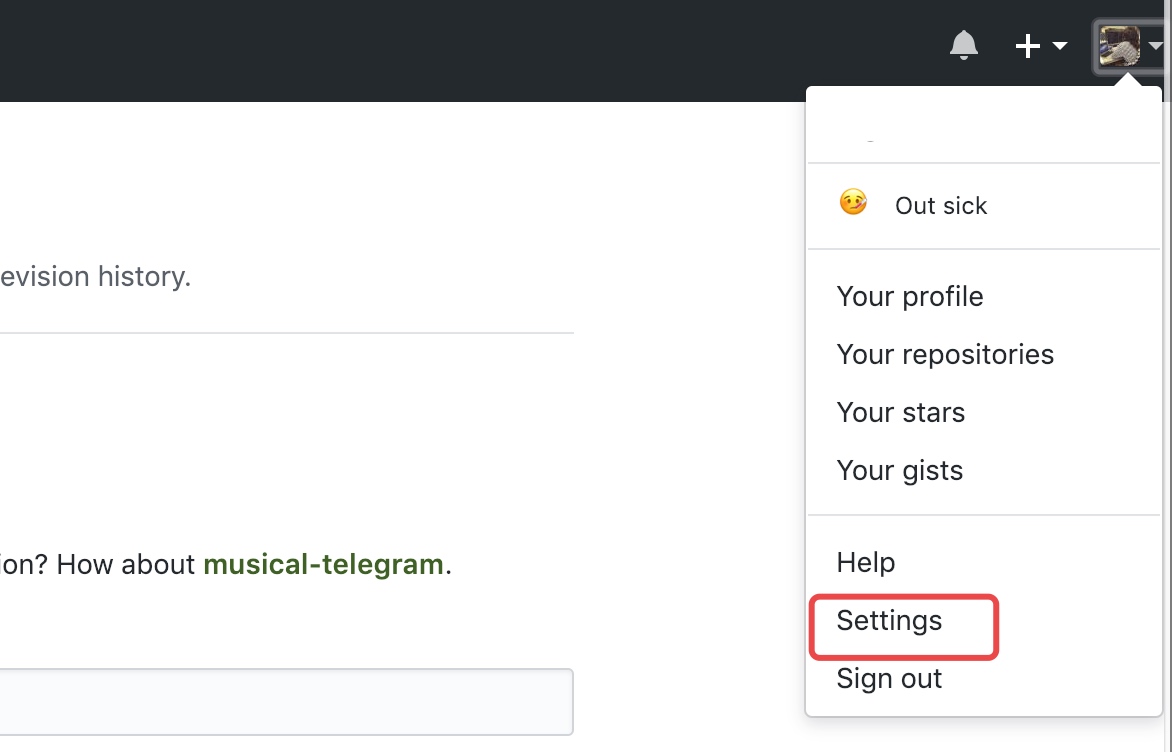 Out sick
evision history.
Your profile
Your repositories
Your stars
Your gists
ion? How about musical-telegram.
Help
Settings
Sign out